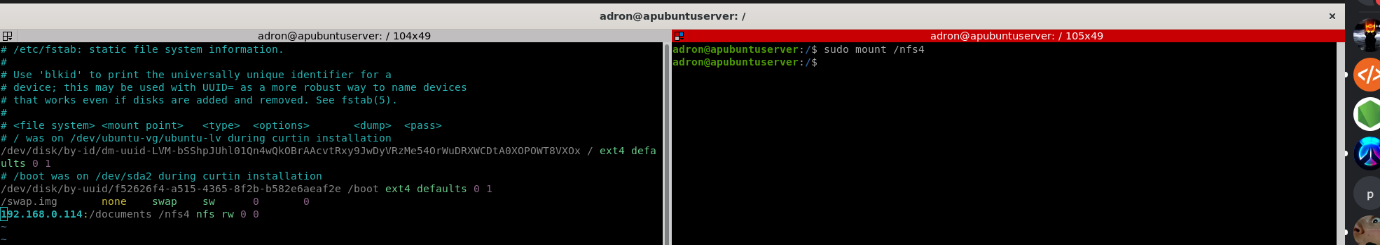 adron@apubuntuserver: /
adron@apubuntuserver: / 104x49
# /etc/fstab: static file system information.
#
# Use 'blkid' to print the universally unique identifier for a
# device; this may be used with UUID= as a more robust way to name devices
# that works even if disks are added and removed. See fstab(5).
#
# <file system> <mount point>   <type>  <options>       <dump>  <pass>
# / was on /dev/ubuntu-vg/ubuntu-lv during curtin installation
/dev/disk/by-id/dm-uuid-LVM-bSShpJUhl01Qn4wQkOBrAAcvtRxy9JwDyVRzMe54OrWuDRXWCDtA0XOPOWT8VXOx / ext4 defa
ults 0 1
# /boot was on /dev/sda2 during curtin installation
/dev/disk/by-uuid/f52626f4-a515-4365-8f2b-b582e6aeaf2e /boot ext4 defaults 0 1
/swap.img       none    swap    sw      0       0
192.168.0.114:/documents /nfs4 nfs rw 0 0
~
~
adron@apubuntuserver: / 105x49
adron@apubuntuserver:/$ sudo mount /nfs4
adron@apubuntuserver:/$
p